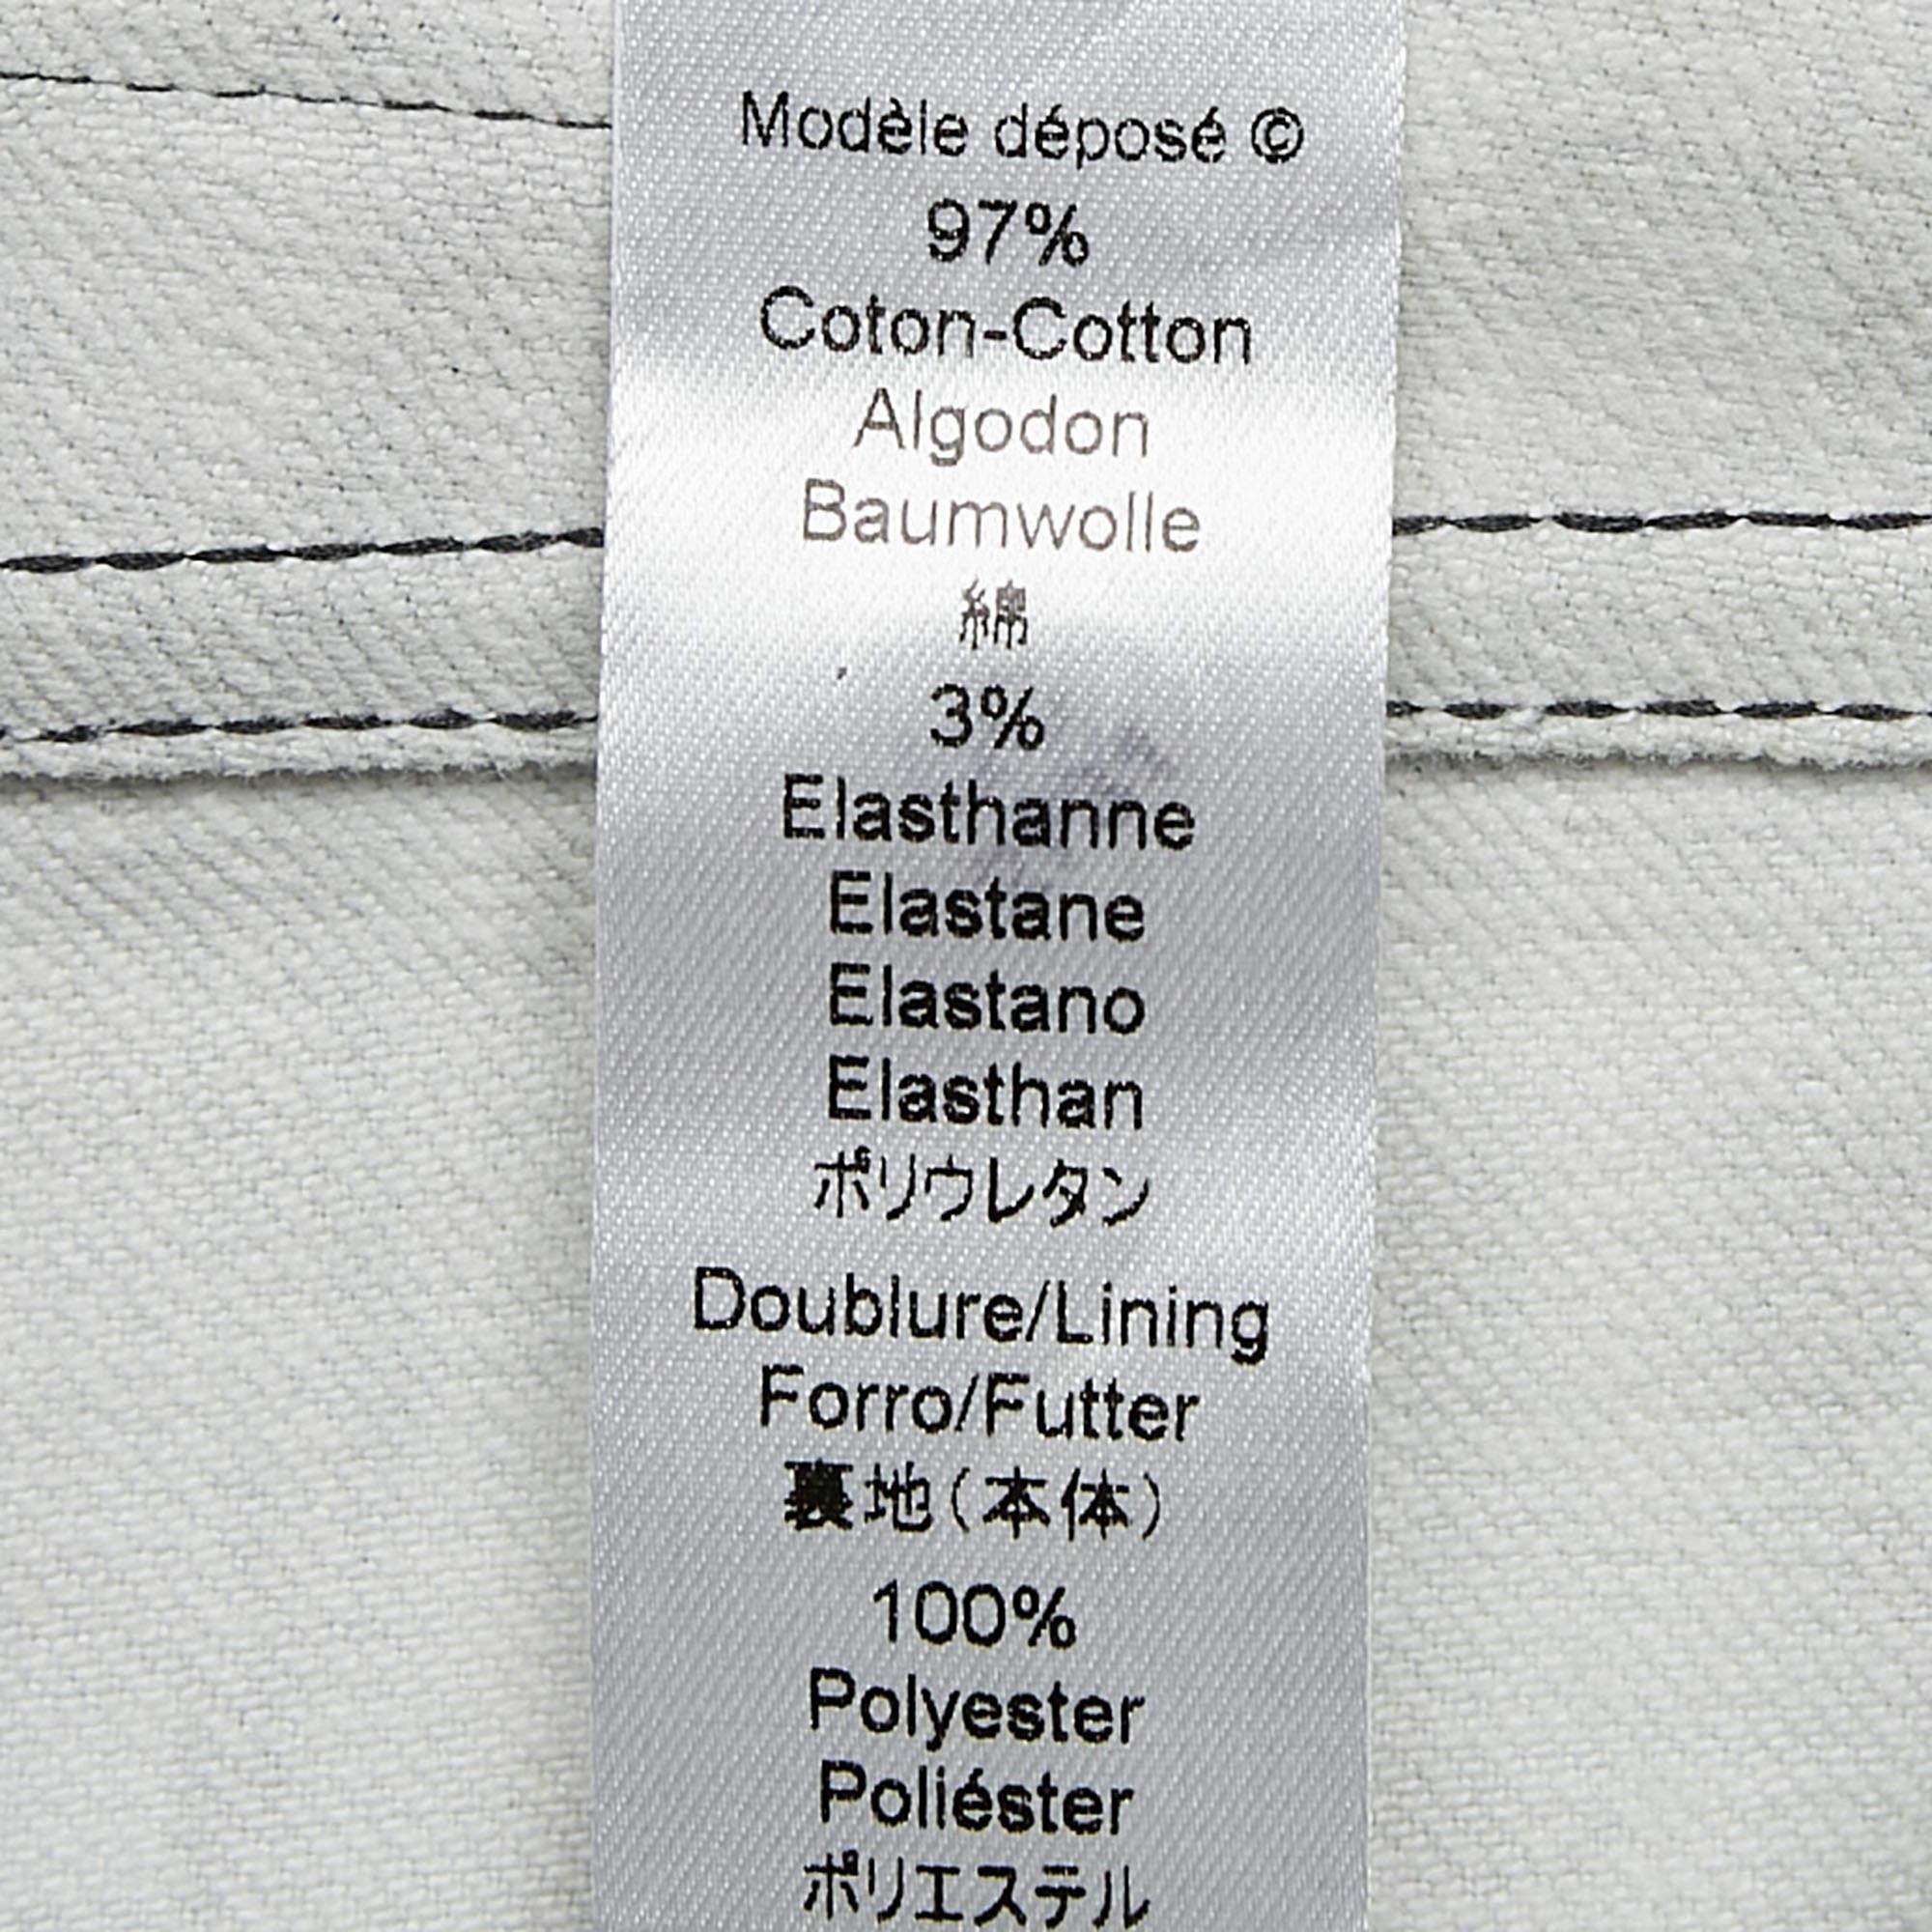 Modèle déposé ©
97%
Coton-Cotton
Algodon
Baumwolle
綿
3%
Elasthanne
Elastane
Elastano
Elasthan
ポリウレタン
Doublure/Lining
Forro/Futter
裏地(本体)
100%
Polyester
Poliéster
ポリエステル